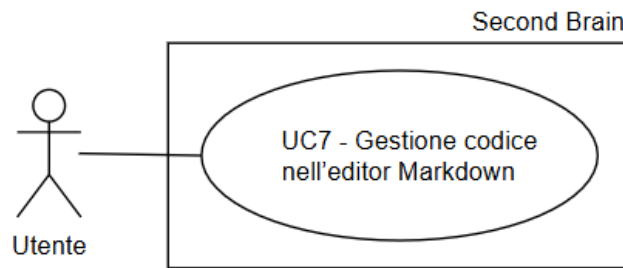 Second Brain
UC7 - Gestione codice
nell'editor Markdown
Utente